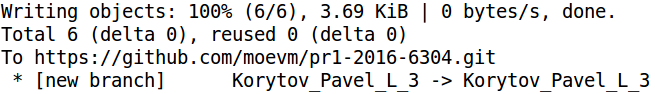 Writing objects: 100% (6/6), 3.69 KiB | 0 bytes/s, done.
Total 6 (delta 0), reused 0 (delta 0)
To https://github.com/moevm/pr1-2016-6304.git
 * [new branch]      Korytov_Pavel_L_3 -> Korytov_Pavel_L_3